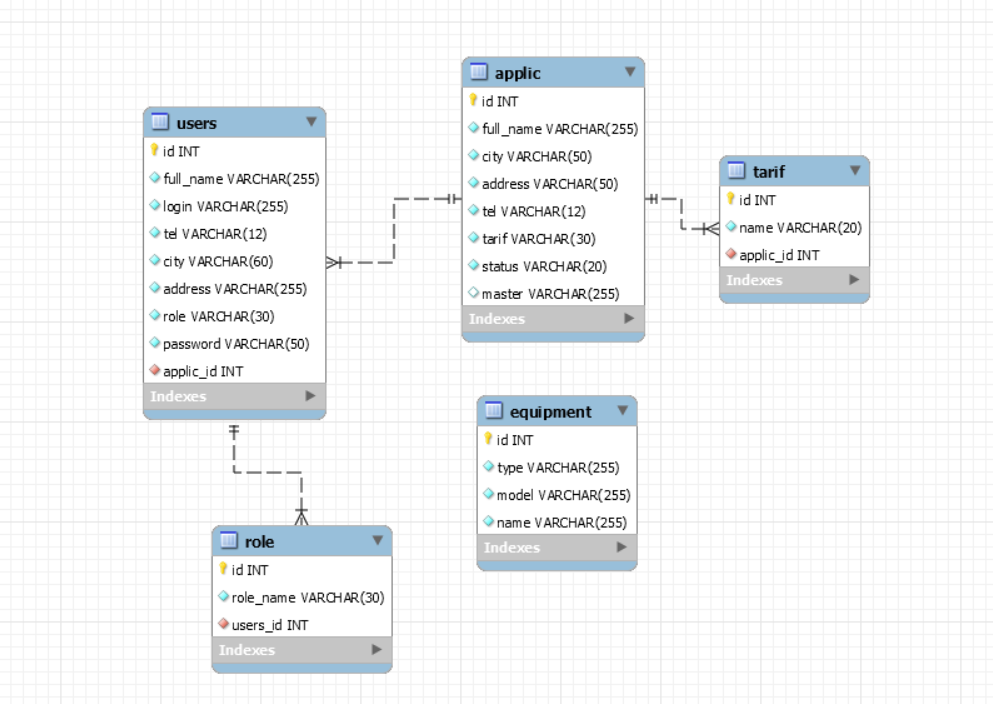 users
id INT
full_name VARCHAR(255)
login VARCHAR(255)
tel VARCHAR(12)
city VARCHAR(60)
address VARCHAR(255)
role VARCHAR(30)
password VARCHAR(50)
applic_id INT
Indexes
applic
id INT
full_name VARCHAR(255)
city VARCHAR(50)
address VARCHAR(50)
tel VARCHAR(12)
tarif VARCHAR(30)
status VARCHAR(20)
master VARCHAR(255)
Indexes
tarif
id INT
name VARCHAR(20)
applic_id INT
Indexes
equipment
id INT
type VARCHAR(255)
model VARCHAR(255)
name VARCHAR(255)
Indexes
role
id INT
role_name VARCHAR(30)
users_id INT
Indexes